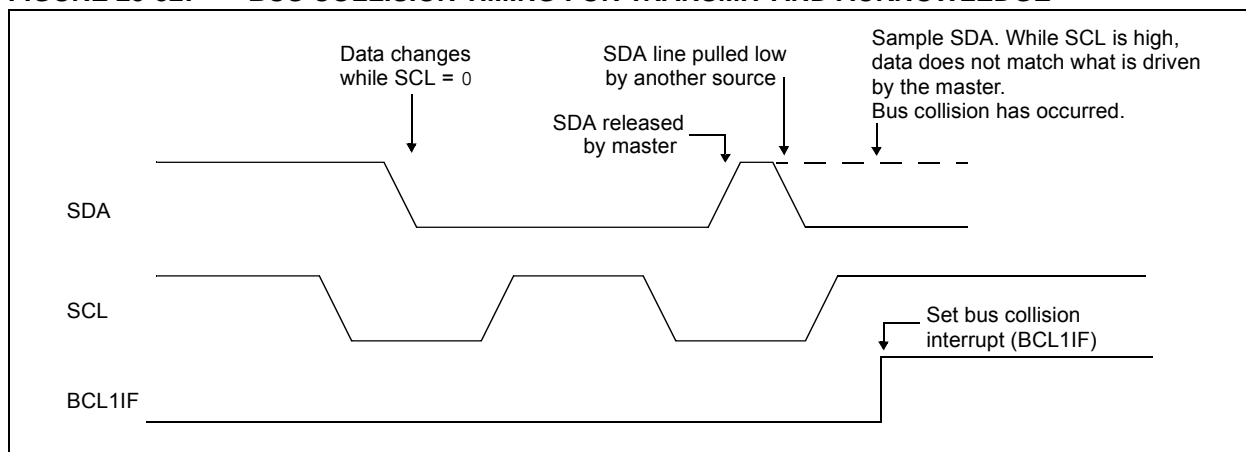 Data changes
while SCL = 0
SDA line pulled low
by another source
SDA released
by master
Sample SDA. While SCL is high,
data does not match what is driven
by the master.
Bus collision has occurred.
SDA
SCL
Set bus collision
interrupt (BCL1IF)
BCL1IF